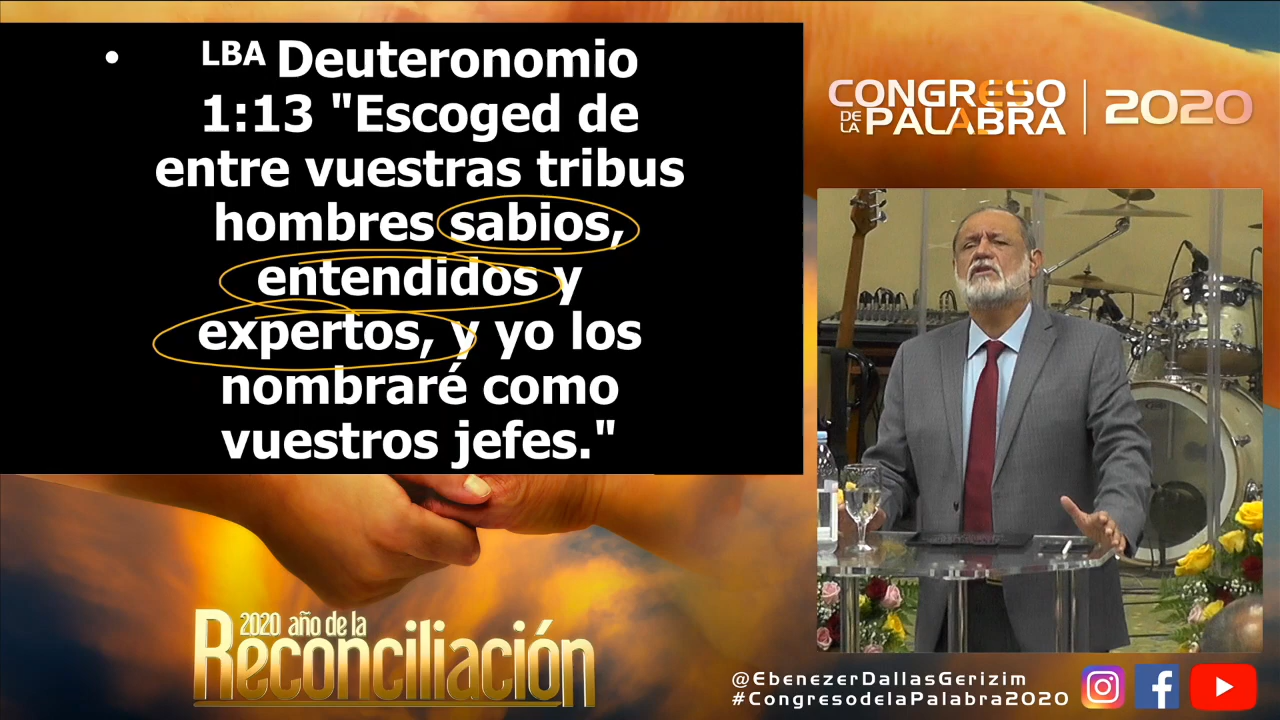 • LBA Deuteronomio
1:13 "Escoged de
entre vuestras tribus
hombres sabios,
entendidos y
expertos, y yo los
nombraré como
vuestros jefes."
CONGRESO
DE LA PALABRA
2020
2020 año de la
Reconciliación
@EbenezerDallasGerizim
#CongresodelaPalabra2020